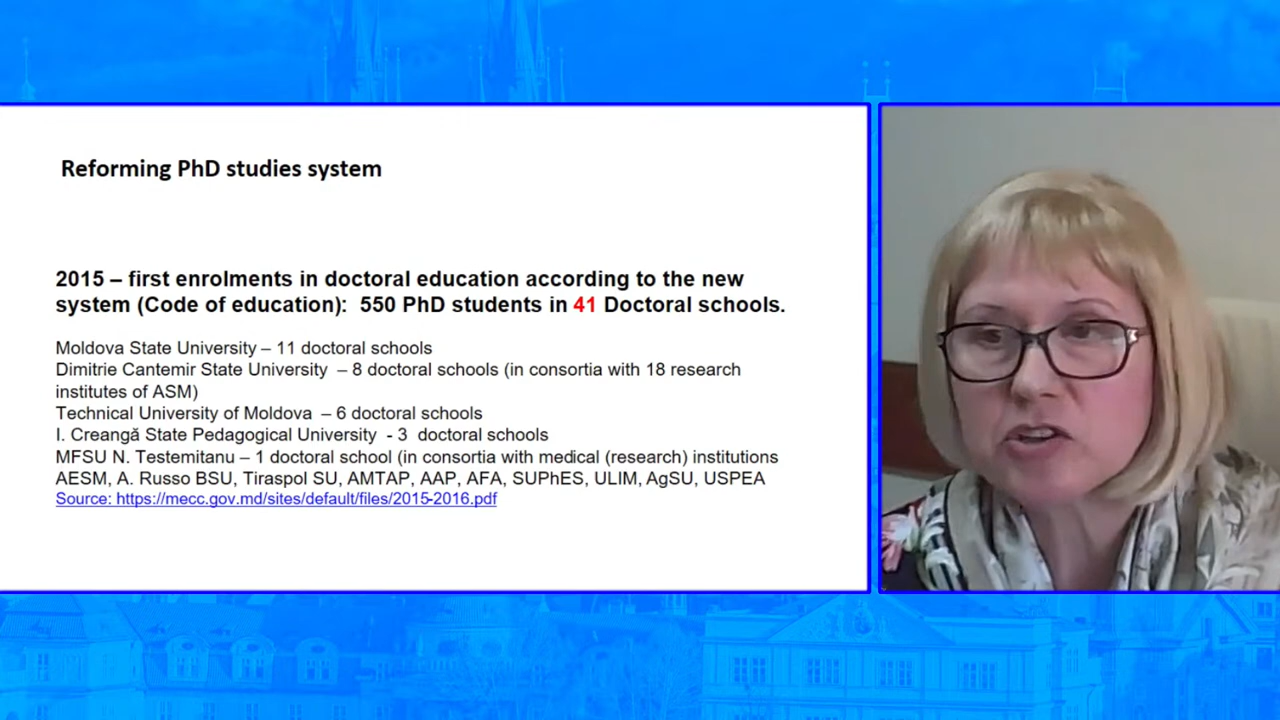 Reforming PhD studies system
2015 – first enrolments in doctoral education according to the new
system (Code of education):  550 PhD students in 41 Doctoral schools.
Moldova State University – 11 doctoral schools
Dimitrie Cantemir State University  – 8 doctoral schools (in consortia with 18 research
institutes of ASM)
Technical University of Moldova  – 6 doctoral schools
I. Creangă State Pedagogical University  - 3  doctoral schools
MFSU N. Testemitanu – 1 doctoral school (in consortia with medical (research) institutions
AESM, A. Russo BSU, Tiraspol SU, AMTAP, AAP, AFA, SUPhES, ULIM, AgSU, USPEA
Source: https://mecc.gov.md/sites/default/files/2015-2016.pdf